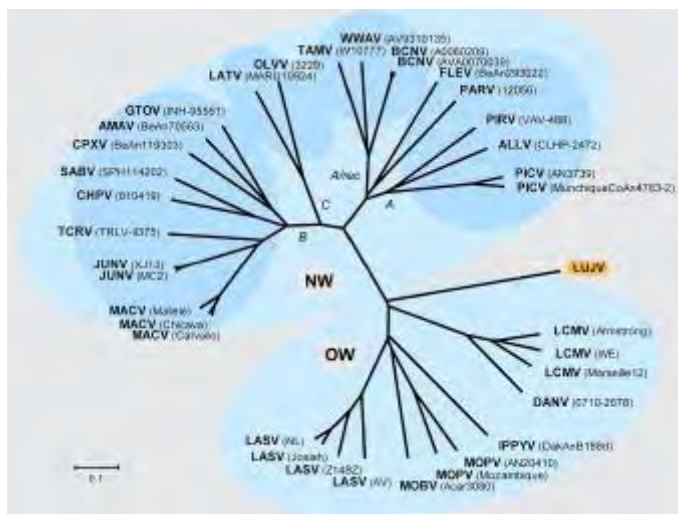 WWAV (AV9310135)
TAMV (W10777)
BCNV (A0060209)
BCNV (AVA0070039)
OLVV (3229)
FLEV (BeAn293022)
LATV (MARU10924)
PARV (12056)
GTOV (INH-95551)
PIRV (VAV-488)
AMAV (BeAn70563)
CPXV (BeAn119303)
ALLV (CLHP-2472)
SABV (SPH114202)
A/rec
PICV (AN3739)
PICV (MunchiqueCoAn4763-2)
CHPV (810419)
C
A
B
TCRV (TRLV-8375)
JUNV (XJ13)
JUNV (MC2)
LUJV
NW
MACV (Mallele)
MACV (Chicava)
MACV (Carvallo)
LCMV (Armstrong)
LCMV (WE)
LCMV (Marseille12)
OW
DANV (0710-2678)
LASV (NL)
LASV (Josiah)
LASV (Z148Z)
LASV (AV)
IPPYV (DakAnB188d)
MOPV (AN20410)
MOPV (Mozambique)
MOBV (Acar3080)
0.1